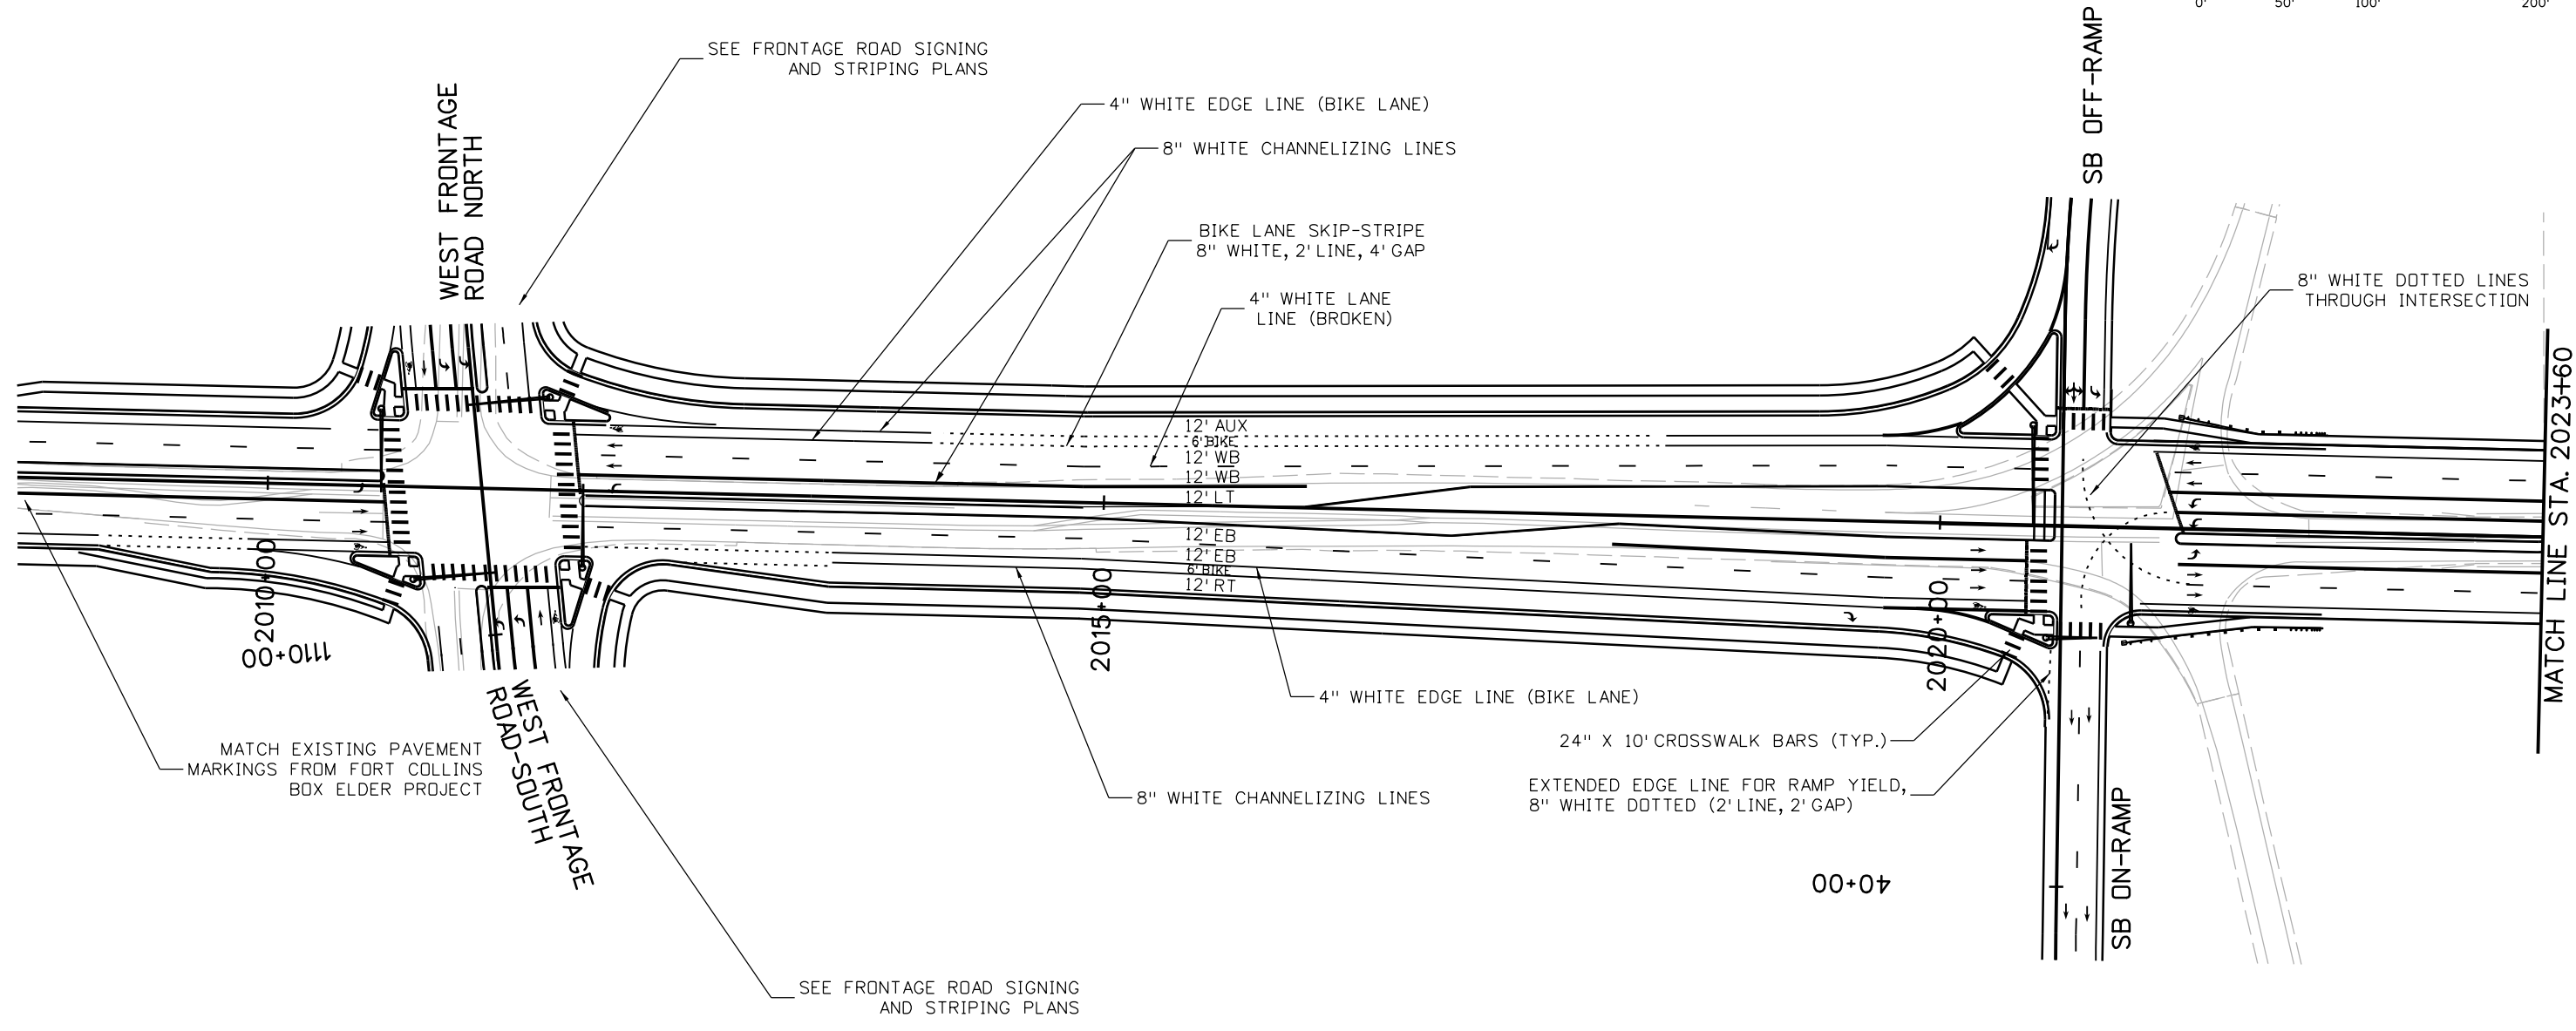 0' 50' 100' 200'
SB OFF-RAMP
SEE FRONTAGE ROAD SIGNING
AND STRIPING PLANS
WEST FRONTAGE
ROAD NORTH
4" WHITE EDGE LINE (BIKE LANE)
8" WHITE CHANNELIZING LINES
BIKE LANE SKIP-STRIPE
8" WHITE, 2' LINE, 4' GAP
4" WHITE LANE
LINE (BROKEN)
8" WHITE DOTTED LINES
THROUGH INTERSECTION
MATCH LINE STA. 2023+60
12' AUX
6' BIKE
12' WB
12' WB
12' LT
12' EB
12' EB
6' BIKE
12' RT
2010+00
1110+00
2015+00
2020+00
4" WHITE EDGE LINE (BIKE LANE)
24" X 10' CROSSWALK BARS (TYP.)
EXTENDED EDGE LINE FOR RAMP YIELD,
8" WHITE DOTTED (2' LINE, 2' GAP)
8" WHITE CHANNELIZING LINES
MATCH EXISTING PAVEMENT
MARKINGS FROM FORT COLLINS
BOX ELDER PROJECT
WEST FRONTAGE
ROAD-SOUTH
40+00
SB ON-RAMP
SEE FRONTAGE ROAD SIGNING
AND STRIPING PLANS